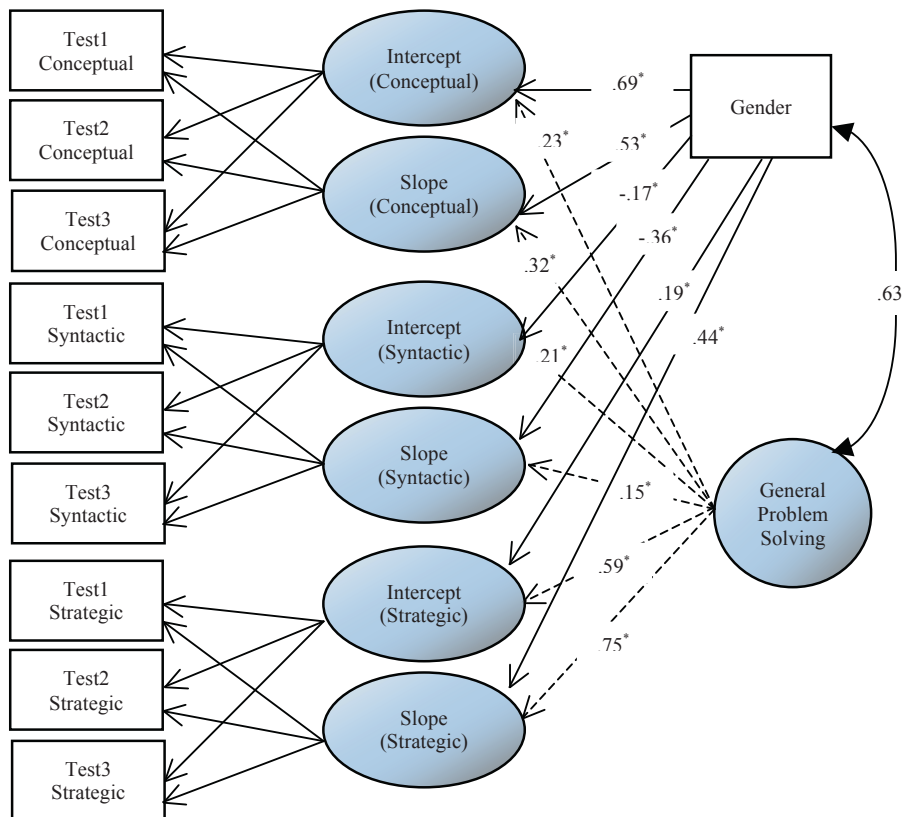 Test1
Conceptual
Test2
Conceptual
Test3
Conceptual
Test1
Syntactic
Test2
Syntactic
Test3
Syntactic
Test1
Strategic
Test2
Strategic
Test3
Strategic
Intercept
(Conceptual)
Slope
(Conceptual)
Intercept
(Syntactic)
Slope
(Syntactic)
Intercept
(Strategic)
Slope
(Strategic)
.69*
.23*
.53*
-.17*
-.36*
.32*
.19*
.44*
.21*
.15*
.59*
.75*
Gender
.63
General
Problem
Solving